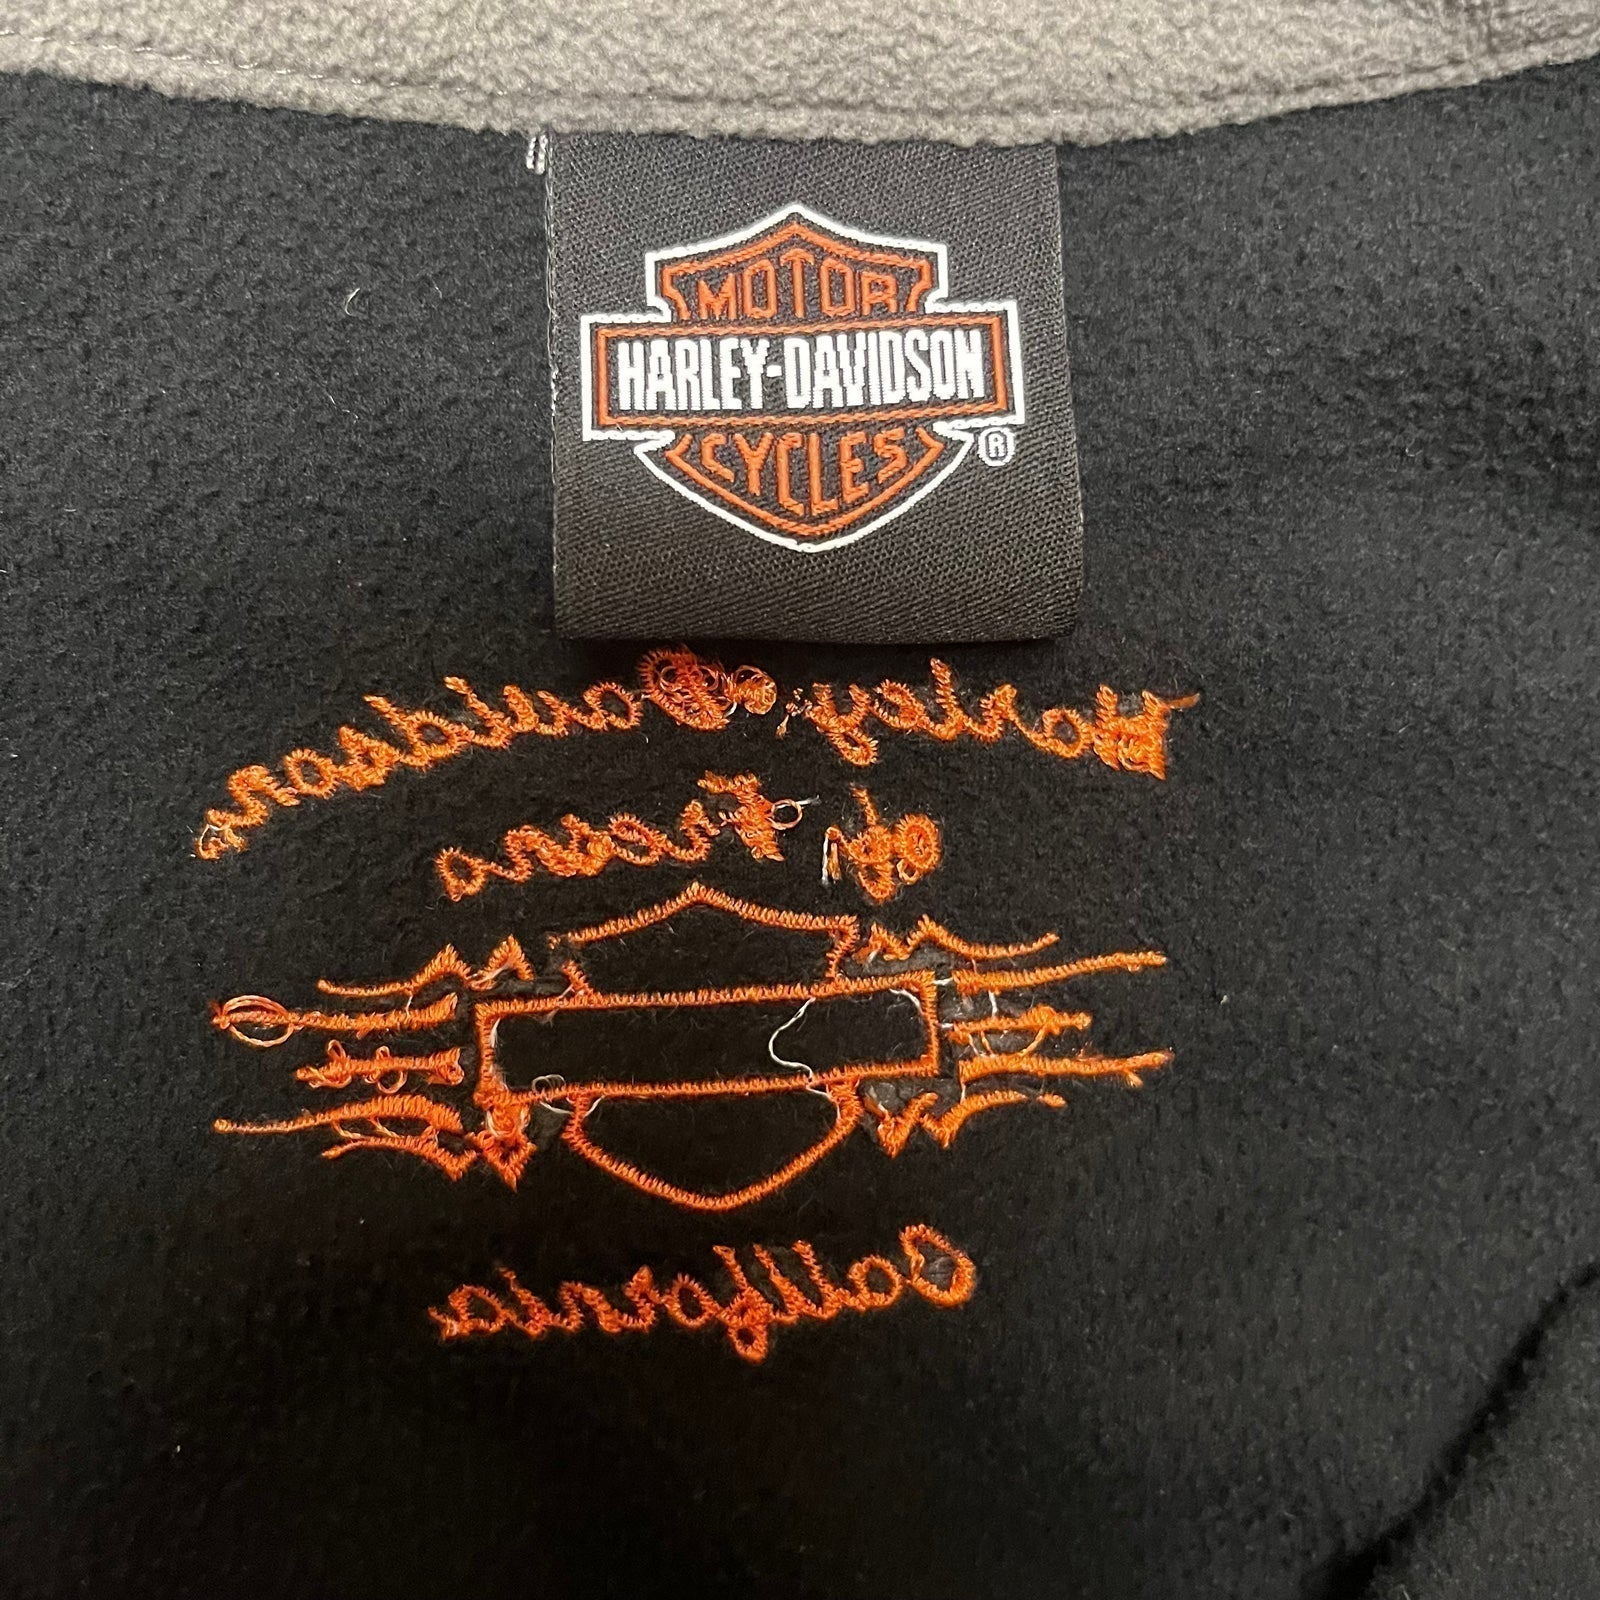 MOTOR
HARLEY-DAVIDSON
CYCLES
®
Harley-Davidson
of Fresno
California